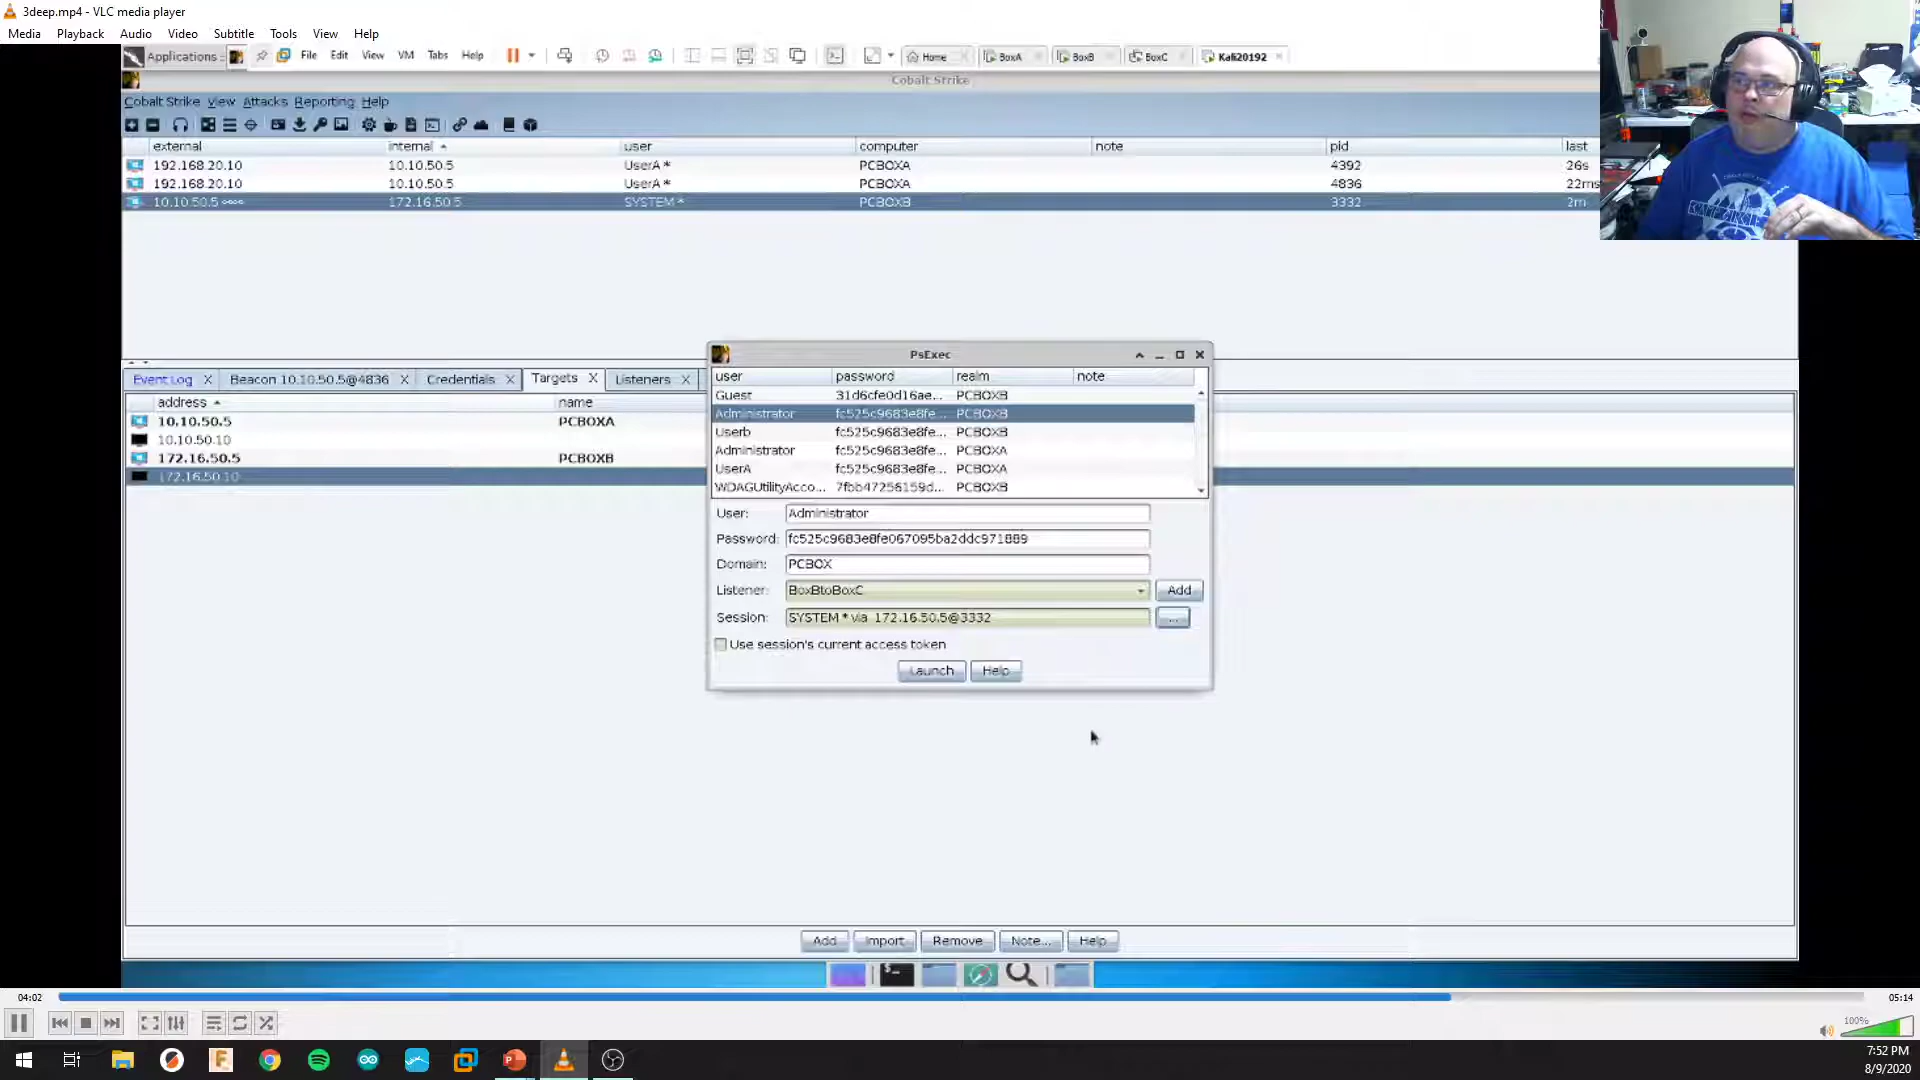 3deep.mp4 - VLC media player
Media Playback Audio Video Subtitle Tools View Help
Applications : File Edit View VM Tabs Help Home BoxA BoxB BoxC Kali20192
Cobalt Strike
Cobalt Strike View Attacks Reporting Help
external internal user computer note pid last
192.168.20.10 10.10.50.5 UserA * PCBOXA 4392 26s
192.168.20.10 10.10.50.5 UserA * PCBOXA 4836 22ms
10.10.50.5 172.16.50.5 SYSTEM * PCBOXB 3332 2m
Event Log X Beacon 10.10.50.5@4836 X Credentials X Targets X Listeners X
address name
10.10.50.5 PCBOXA
10.10.50.10
172.16.50.5 PCBOXB
172.16.50.10
PsExec
user password realm note
Guest 31d6cfe0d16ae... PCBOXB
Administrator fc525c9683e8fe... PCBOXB
Userb fc525c9683e8fe... PCBOXB
Administrator fc525c9683e8fe... PCBOXA
UserA fc525c9683e8fe... PCBOXA
WDAGUtilityAcco... 7fbb47256159d... PCBOXB
User: Administrator
Password: fc525c9683e8fe067095ba2ddc971889
Domain: PCBOX
Listener: BoxBtoBoxC Add
Session: SYSTEM * via 172.16.50.5@3332 ...
Use session's current access token
Launch Help
Add Import Remove Note... Help
04:02 05:14
100%
7:52 PM
8/9/2020